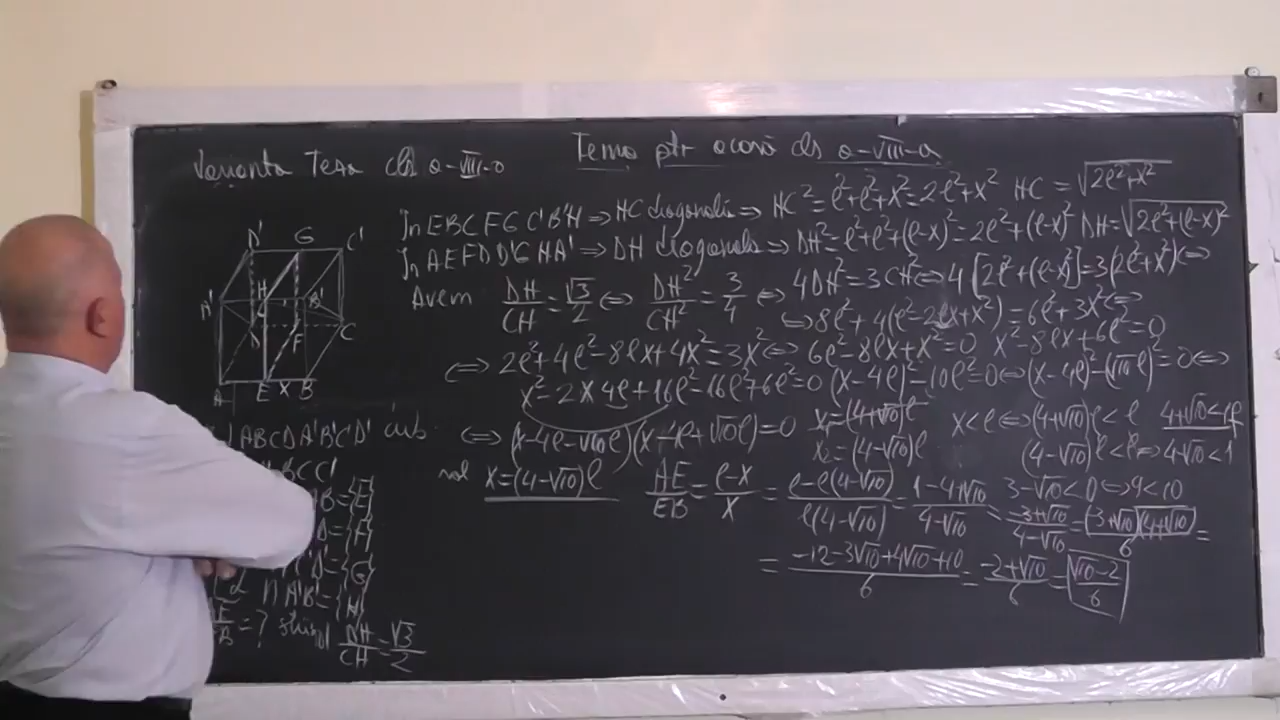 Varianta Teza cls a-VIII-a
Tema ptr acasă cls a-VIII-a
D' G C'
A' H B'
D F C
A E x B
ABCDA'B'C'D' cub
BCC'
B={E}
={F}
'D'={G}
α ∩ A'B'={H}
=? știind DH/CH=√3/2
În EBCFGC'B'H ⇒ HC diagonală ⇒ HC²=l²+l²+x²=2l²+x² HC=√(2l²+x²)
În AEFDD'GHA' ⇒ DH diagonală ⇒ DH²=l²+l²+(l-x)²=2l²+(l-x)² DH=√(2l²+(l-x)²)
Avem DH/CH=√3/2 ⇔ DH²/CH²=3/4 ⇔ 4DH²=3CH² ⇔ 4[2l²+(l-x)²]=3(2l²+x²) ⇔
⇔ 8l²+4(l²-2lx+x²)=6l²+3x² ⇔
⇔ 2l²+4l²-8lx+4x²=3x² ⇔ 6l²-8lx+x²=0 x²-8lx+6l²=0
x²-2x4l+16l²-16l²+6l²=0 (x-4l)²-10l²=0 ⇔ (x-4l)²-(√10l)²=0 ⇔
⇔ (x-4l-√10l)(x-4l+√10l)=0 x₁=(4+√10)l x<l ⇔ (4+√10)l<l 4+√10<1
x₂=(4-√10)l (4-√10)l<l ⇔ 4-√10<1
x=(4-√10)l AE/EB=(l-x)/x=(l-l(4-√10))/(l(4-√10))=(1-4+√10)/(4-√10) 3-√10<0 ⇔ 9<10
=(-3+√10)/(4-√10)=(-3+√10)(4+√10)/6=
=(-12-3√10+4√10+10)/6=(-2+√10)/6=(√10-2)/6